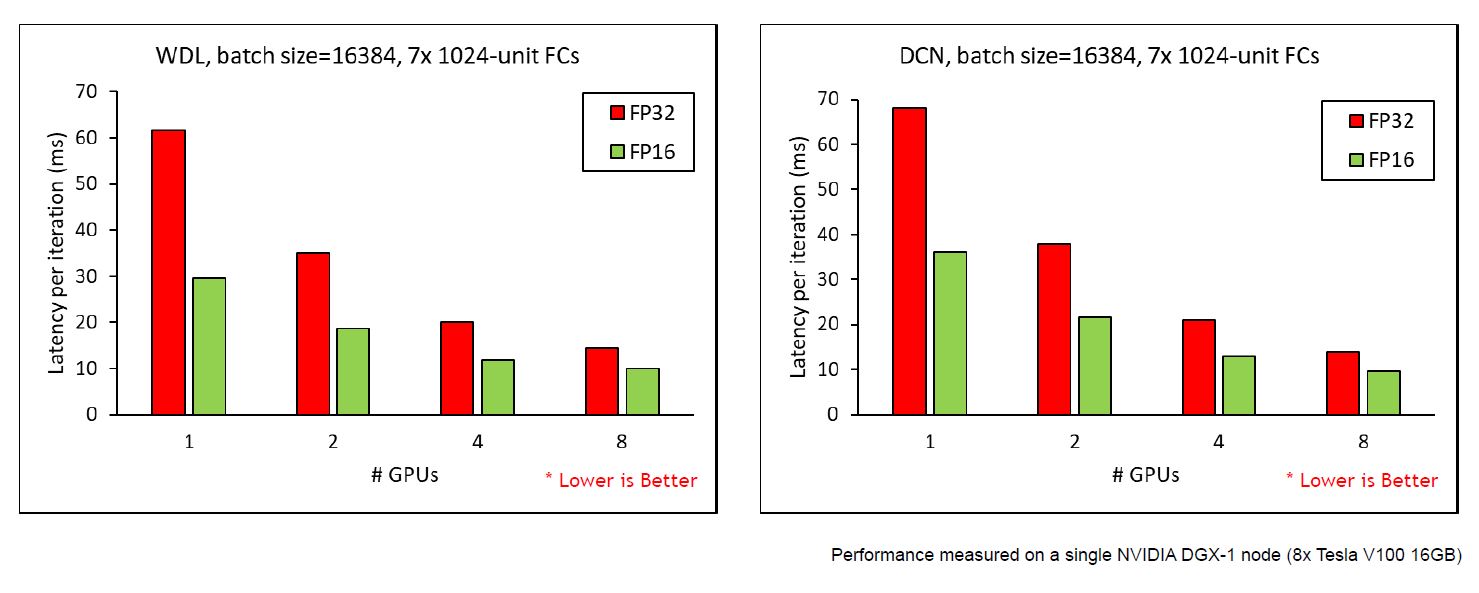 WDL, batch size=16384, 7x 1024-unit FCs
70
60
50
40
30
20
10
0
Latency per iteration (ms)
FP32
FP16
1 2 4 8
# GPUs
* Lower is Better
DCN, batch size=16384, 7x 1024-unit FCs
70
60
50
40
30
20
10
0
Latency per iteration (ms)
FP32
FP16
1 2 4 8
# GPUs
* Lower is Better
Performance measured on a single NVIDIA DGX-1 node (8x Tesla V100 16GB)